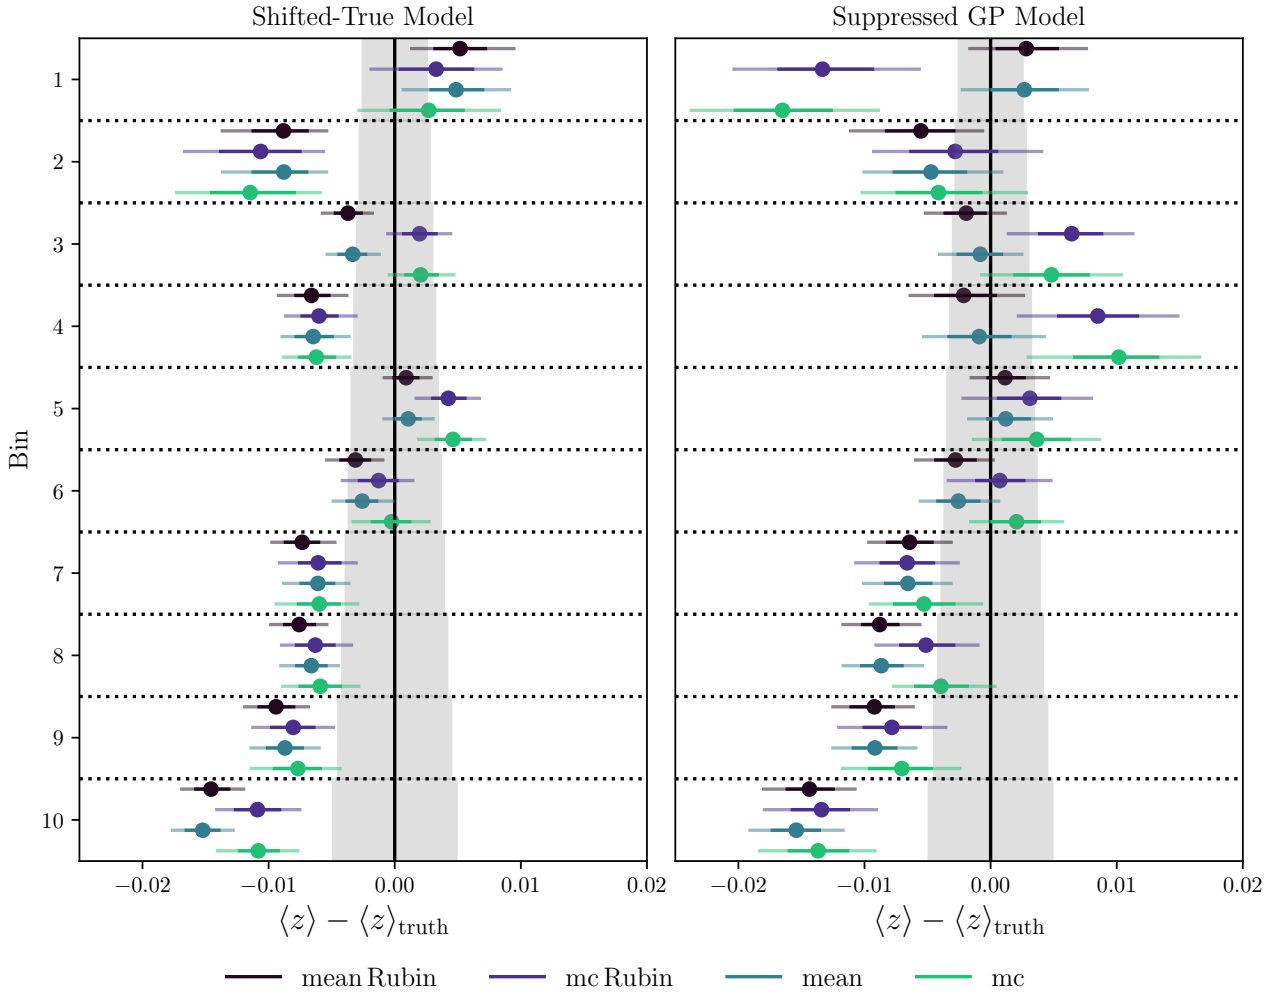 Shifted-True Model
Suppressed GP Model
Bin
1
2
3
4
5
6
7
8
9
10
−0.02 −0.01 0.00 0.01 0.02
−0.02 −0.01 0.00 0.01 0.02
⟨z⟩ − ⟨z⟩truth
⟨z⟩ − ⟨z⟩truth
mean Rubin mc Rubin mean mc